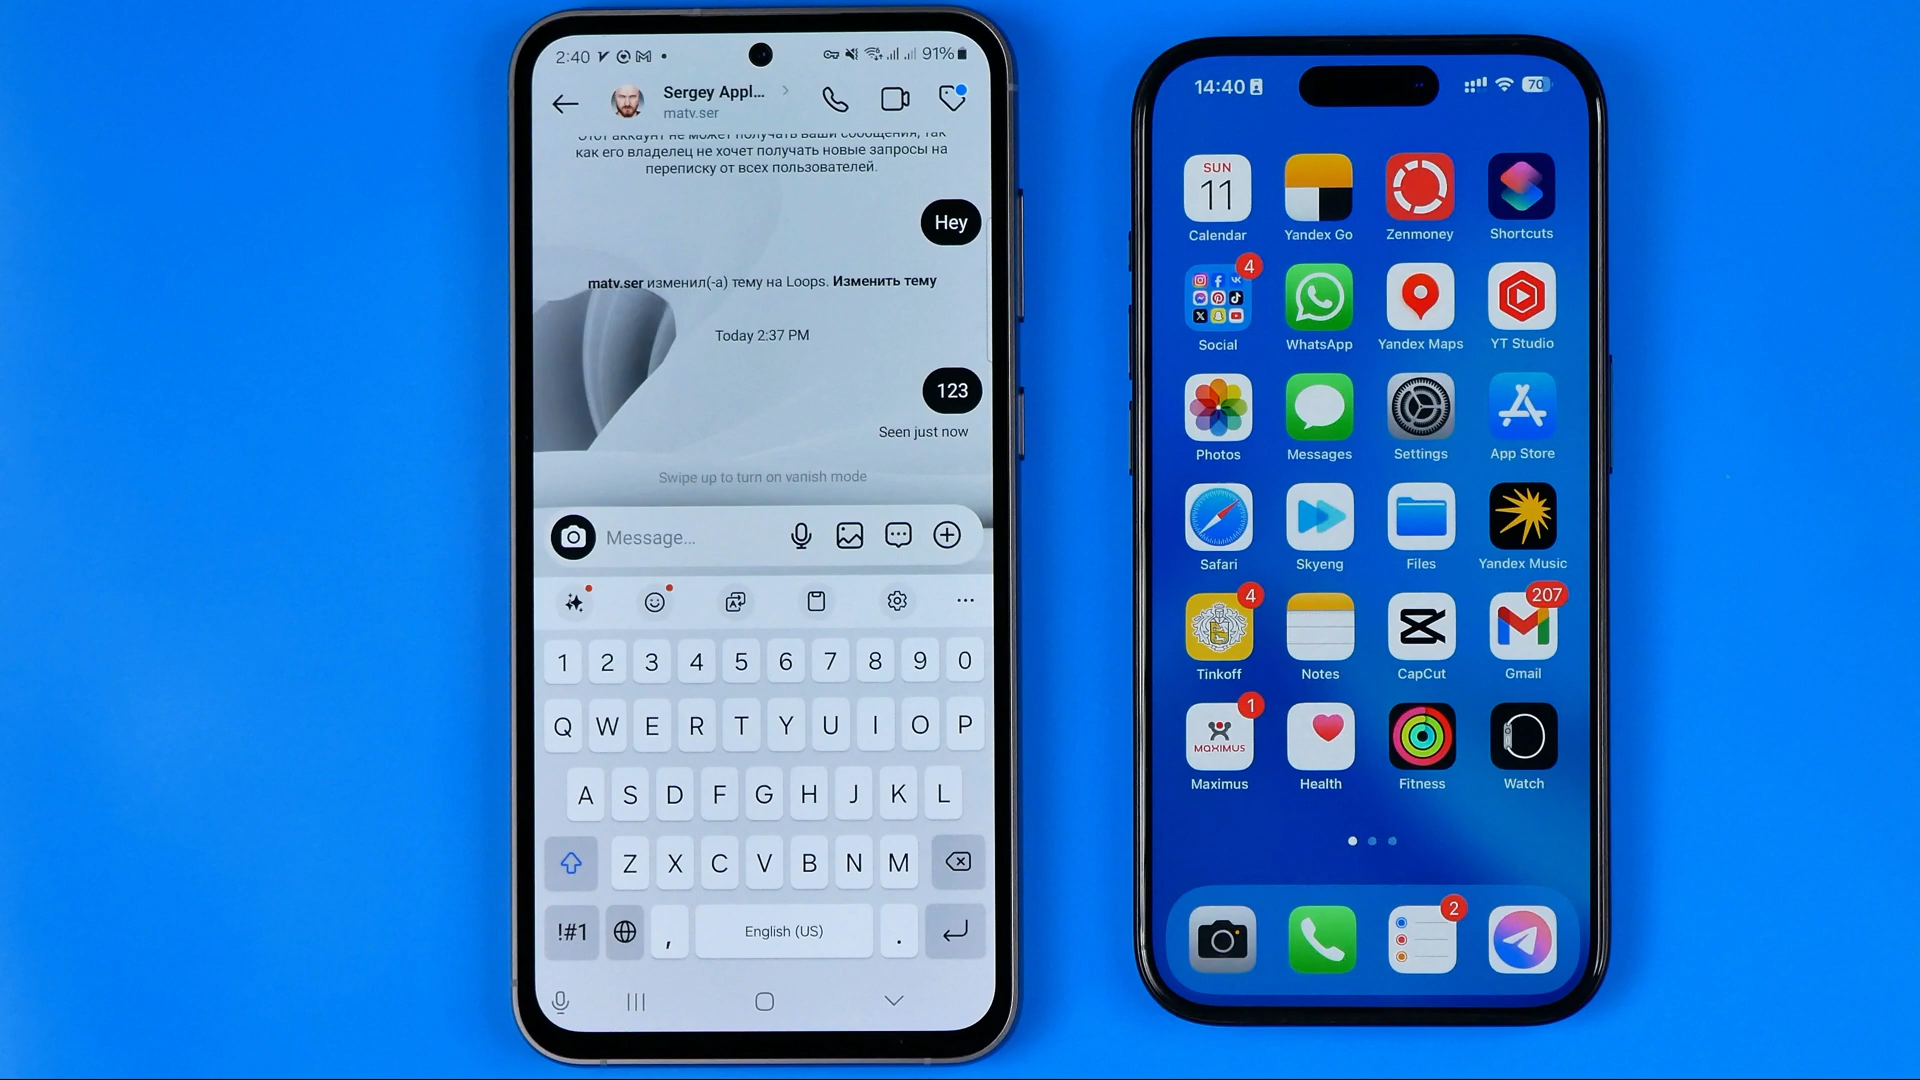 2:40
91%
Sergey Appl...
matv.ser
Этот аккаунт не может получать ваши сообщения, так
как его владелец не хочет получать новые запросы на
переписку от всех пользователей.
Hey
matv.ser изменил(-а) тему на Loops. Изменить тему
Today 2:37 PM
123
Seen just now
Swipe up to turn on vanish mode
Message...
1 2 3 4 5 6 7 8 9 0
Q W E R T Y U I O P
A S D F G H J K L
Z X C V B N M
!#1 , English (US) .
14:40
70
SUN
11
Calendar Yandex Go Zenmoney Shortcuts
4
Social WhatsApp Yandex Maps YT Studio
Photos Messages Settings App Store
Safari Skyeng Files Yandex Music
4 207
Tinkoff Notes CapCut Gmail
1
MAXIMUS
Maximus Health Fitness Watch
2